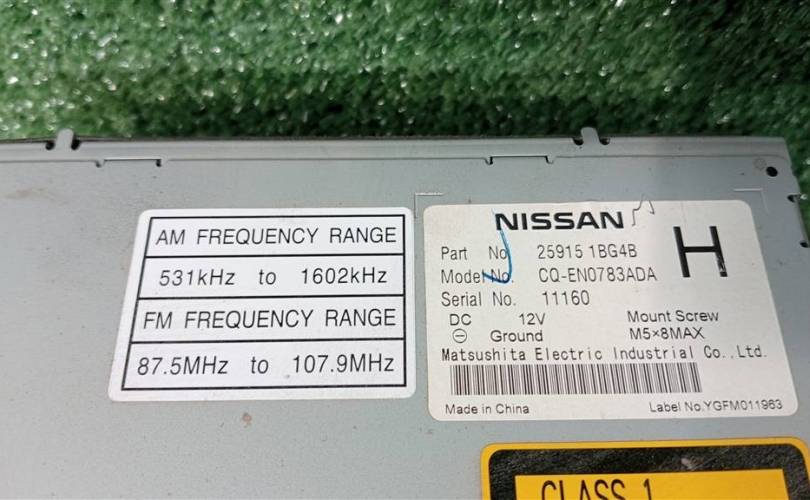 AM FREQUENCY RANGE
531kHz to 1602kHz
FM FREQUENCY RANGE
87.5MHz to 107.9MHz
NISSAN
H
Part No. 25915 1BG4B
Model No. CQ-EN0783ADA
Serial No. 11160
DC 12V
⊖ Ground
Mount Screw
M5×8MAX
Matsushita Electric Industrial Co.,Ltd.
Made in China
Label No.YGFM011963
CLASS 1